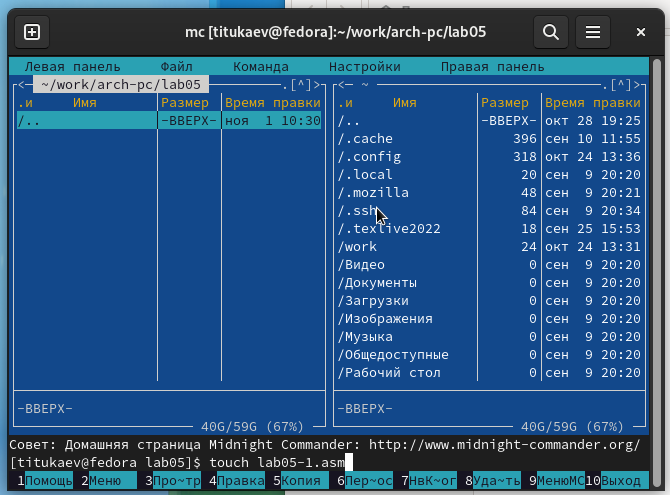 mc [titukaev@fedora]:~/work/arch-pc/lab05
Левая панель Файл Команда Настройки Правая панель
<─ ~/work/arch-pc/lab05 .[^]>
.и Имя Размер Время правки
/.. -ВВЕРХ- ноя 1 10:30
-ВВЕРХ-
40G/59G (67%)
<─ ~ .[^]>
.и Имя Размер Время правки
/.. -ВВЕРХ- окт 28 19:25
/.cache 396 сен 10 11:55
/.config 318 окт 24 13:36
/.local 20 сен 9 20:20
/.mozilla 48 сен 9 20:21
/.ssh 84 сен 9 20:34
/.texlive2022 18 сен 25 15:53
/work 24 окт 24 13:31
/Видео 0 сен 9 20:20
/Документы 0 сен 9 20:20
/Загрузки 0 сен 9 20:20
/Изображения 0 сен 9 20:20
/Музыка 0 сен 9 20:20
/Общедоступные 0 сен 9 20:20
/Рабочий стол 0 сен 9 20:20
-ВВЕРХ-
40G/59G (67%)
Совет: Домашняя страница Midnight Commander: http://www.midnight-commander.org/
[titukaev@fedora lab05]$ touch lab05-1.asm
1Помощь 2Меню 3Про~тр 4Правка 5Копия 6Пер~ос 7НвК~ог 8Уда~ть 9МенюMC 10Выход